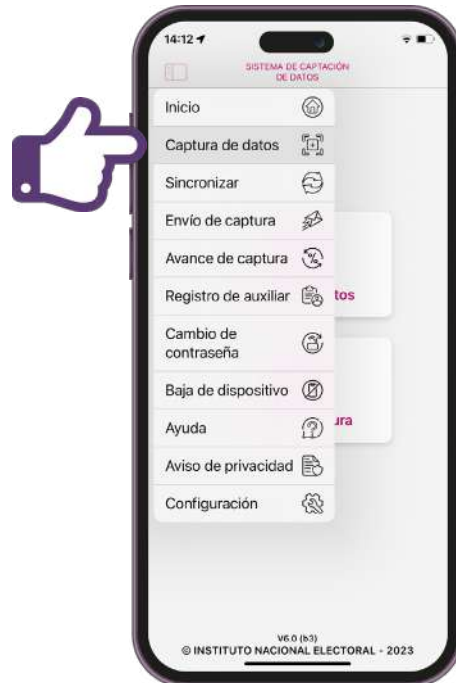 14:12
SISTEMA DE CAPTACIÓN
DE DATOS
Inicio
Captura de datos
Sincronizar
Envío de captura
Avance de captura
Registro de auxiliar
tos
Cambio de
contraseña
Baja de dispositivo
Ayuda
ura
Aviso de privacidad
Configuración
V6.0 (b3)
© INSTITUTO NACIONAL ELECTORAL - 2023